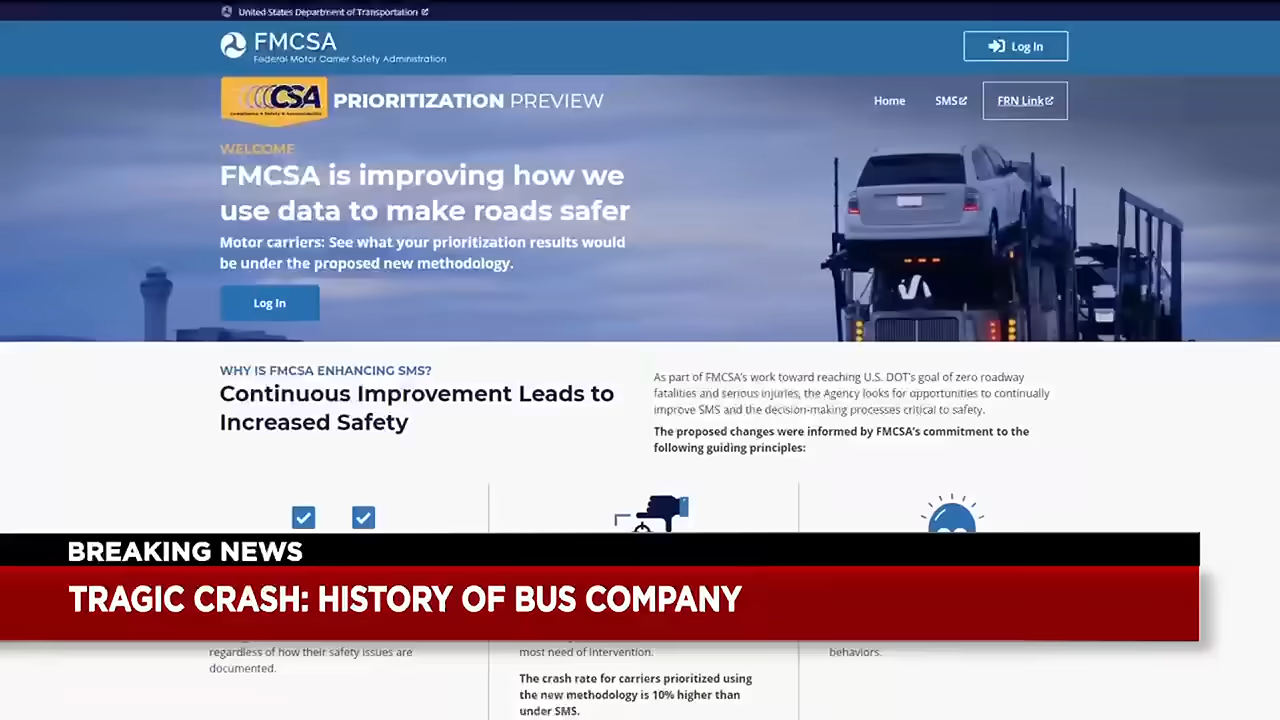 United States Department of Transportation
FMCSA
Federal Motor Carrier Safety Administration
Log In
CSA
Compliance • Safety • Accountability
PRIORITIZATION PREVIEW
Home
SMS
FRN Link
WELCOME
FMCSA is improving how we
use data to make roads safer
Motor carriers: See what your prioritization results would
be under the proposed new methodology.
Log In
WHY IS FMCSA ENHANCING SMS?
Continuous Improvement Leads to
Increased Safety
As part of FMCSA's work toward reaching U.S. DOT's goal of zero roadway
fatalities and serious injuries, the Agency looks for opportunities to continually
improve SMS and the decision-making processes critical to safety.
The proposed changes were informed by FMCSA's commitment to the
following guiding principles:
BREAKING NEWS
TRAGIC CRASH: HISTORY OF BUS COMPANY
regardless of how their safety issues are
documented.
most need of intervention.
The crash rate for carriers prioritized using
the new methodology is 10% higher than
under SMS.
behaviors.